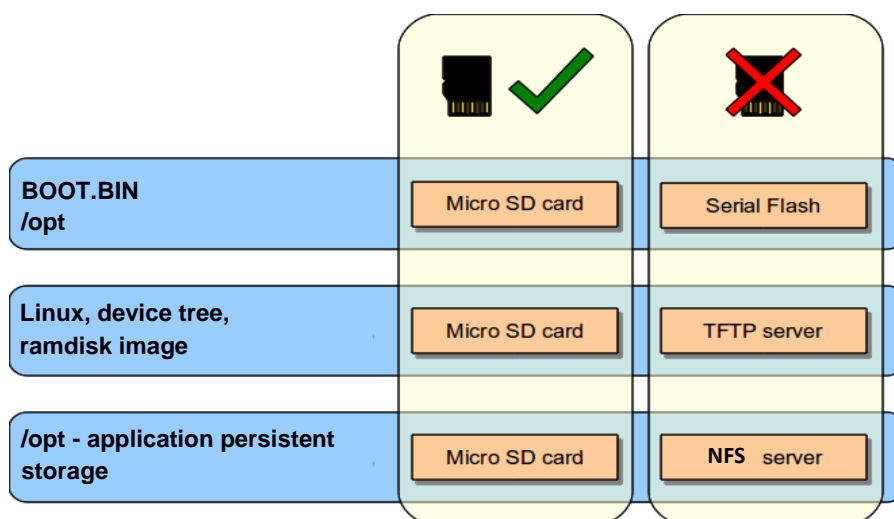 BOOT.BIN
/opt
Micro SD card
Serial Flash
Linux, device tree,
ramdisk image
Micro SD card
TFTP server
/opt - application persistent
storage
Micro SD card
NFS server